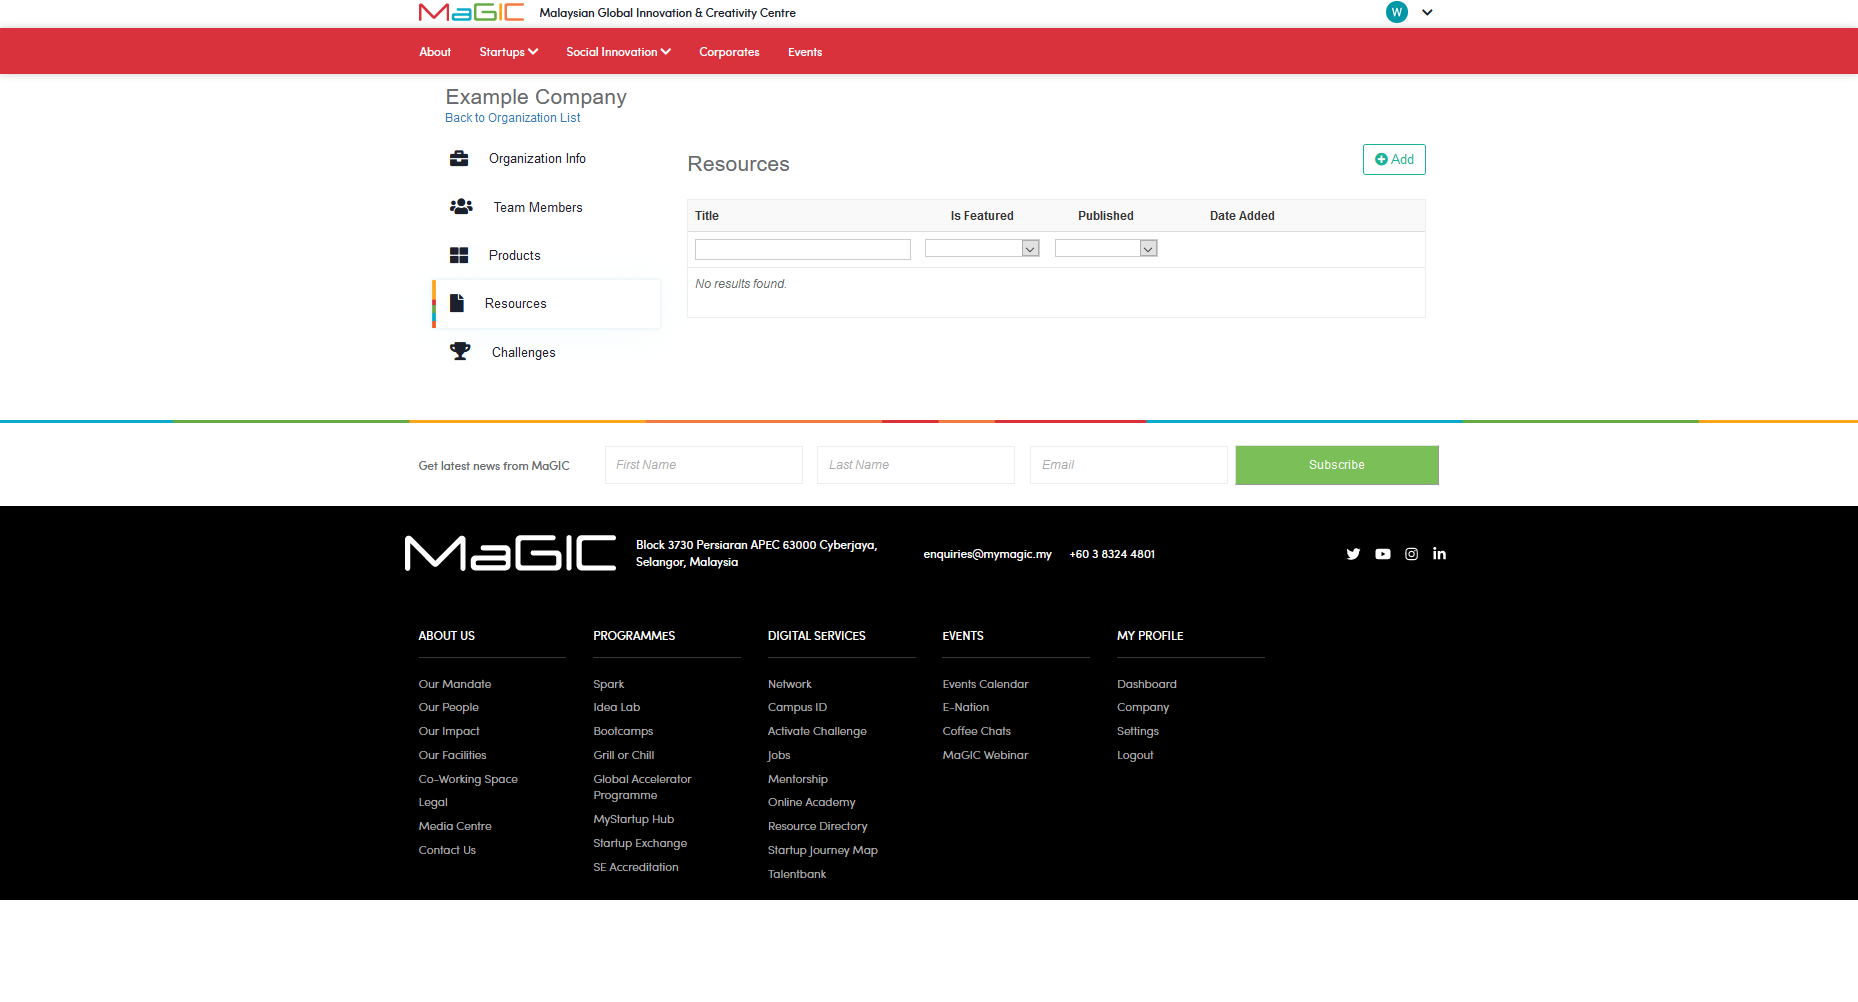 MaGIC Malaysian Global Innovation & Creativity Centre W
About Startups Social Innovation Corporates Events
Example Company
Back to Organization List
Organization Info
Team Members
Products
Resources
Challenges
Resources
Add
Title Is Featured Published Date Added
No results found.
Get latest news from MaGIC First Name Last Name Email Subscribe
MaGIC
Block 3730 Persiaran APEC 63000 Cyberjaya,
Selangor, Malaysia
enquiries@mymagic.my +60 3 8324 4801
ABOUT US
Our Mandate
Our People
Our Impact
Our Facilities
Co-Working Space
Legal
Media Centre
Contact Us
PROGRAMMES
Spark
Idea Lab
Bootcamps
Grill or Chill
Global Accelerator
Programme
MyStartup Hub
Startup Exchange
SE Accreditation
DIGITAL SERVICES
Network
Campus ID
Activate Challenge
Jobs
Mentorship
Online Academy
Resource Directory
Startup Journey Map
Talentbank
EVENTS
Events Calendar
E-Nation
Coffee Chats
MaGIC Webinar
MY PROFILE
Dashboard
Company
Settings
Logout